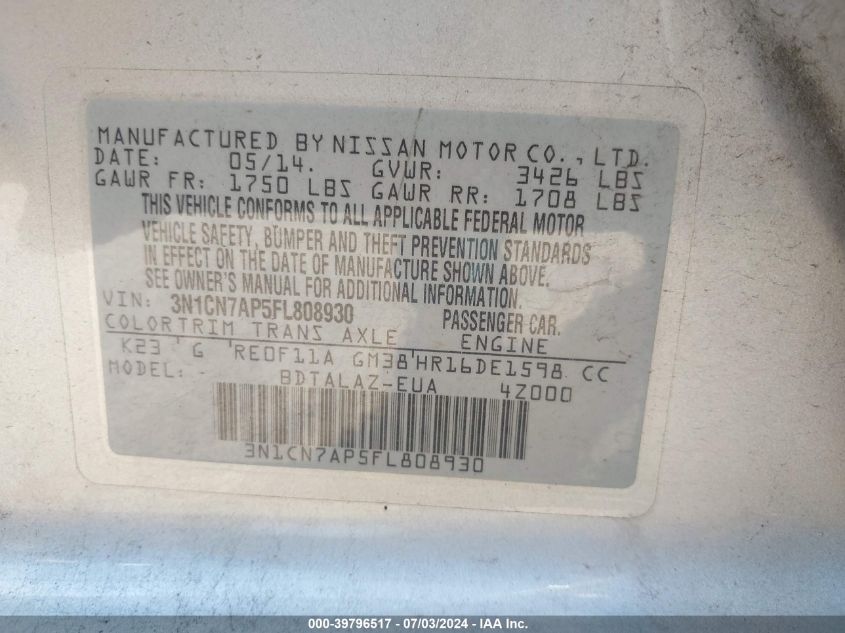 MANUFACTURED BY NISSAN MOTOR CO., LTD.
DATE: 05/14. GVWR: 3426 LBS
GAWR FR: 1750 LBS GAWR RR: 1708 LBS
THIS VEHICLE CONFORMS TO ALL APPLICABLE FEDERAL MOTOR
VEHICLE SAFETY, BUMPER AND THEFT PREVENTION STANDARDS
IN EFFECT ON THE DATE OF MANUFACTURE SHOWN ABOVE.
SEE OWNER'S MANUAL FOR ADDITIONAL INFORMATION.
VIN: 3N1CN7AP5FL808930 PASSENGER CAR.
COLOR TRIM TRANS AXLE ENGINE
K23 ' G 'RE0F11A GM38'HR16DE1598 CC
MODEL: - BDTALAZ-EUA 4Z000
3N1CN7AP5FL808930
000-39796517 - 07/03/2024 - IAA Inc.